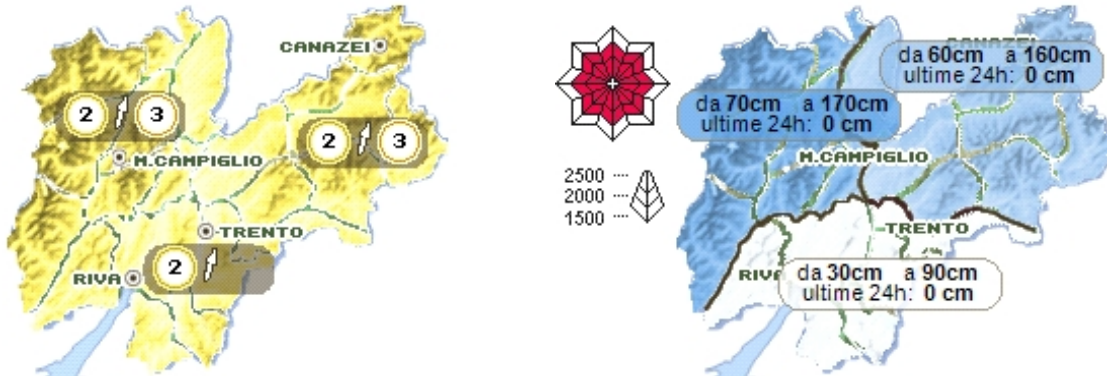 CANAZEI
2 3
2 3
M.CAMPIGLIO
TRENTO
RIVA
2
CANAZEI
da 60cm a 160cm
ultime 24h: 0 cm
da 70cm a 170cm
ultime 24h: 0 cm
M.CAMPIGLIO
2500
2000
1500
TRENTO
RIVA
da 30cm a 90cm
ultime 24h: 0 cm